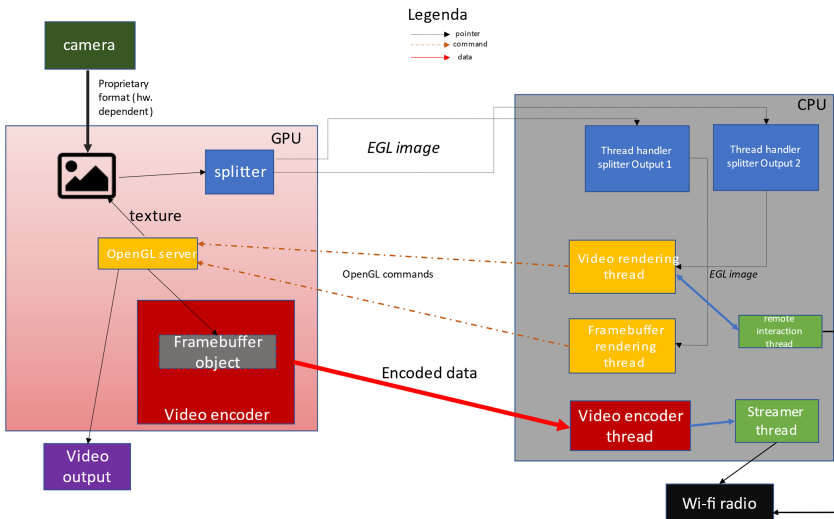 Legenda
pointer
command
data
camera
Proprietary
format (hw.
dependent)
GPU
CPU
EGL image
splitter
Thread handler
splitter Output 1
Thread handler
splitter Output 2
texture
OpenGL server
OpenGL commands
Video rendering
thread
EGL image
remote
interaction
thread
Framebuffer
rendering
thread
Framebuffer
object
Video encoder
Encoded data
Video encoder
thread
Streamer
thread
Video
output
Wi-fi radio